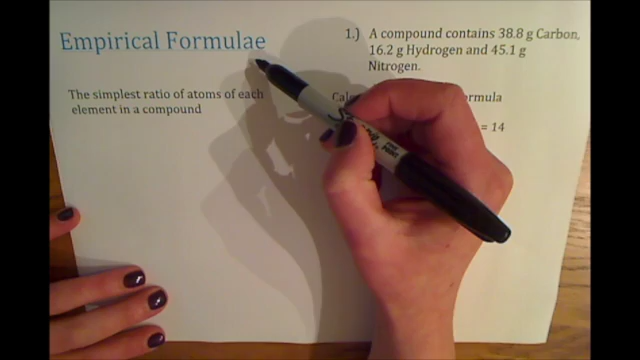 Empirical Formulae
The simplest ratio of atoms of each
element in a compound
1.) A compound contains 38.8 g Carbon,
16.2 g Hydrogen and 45.1 g
Nitrogen.
= 14